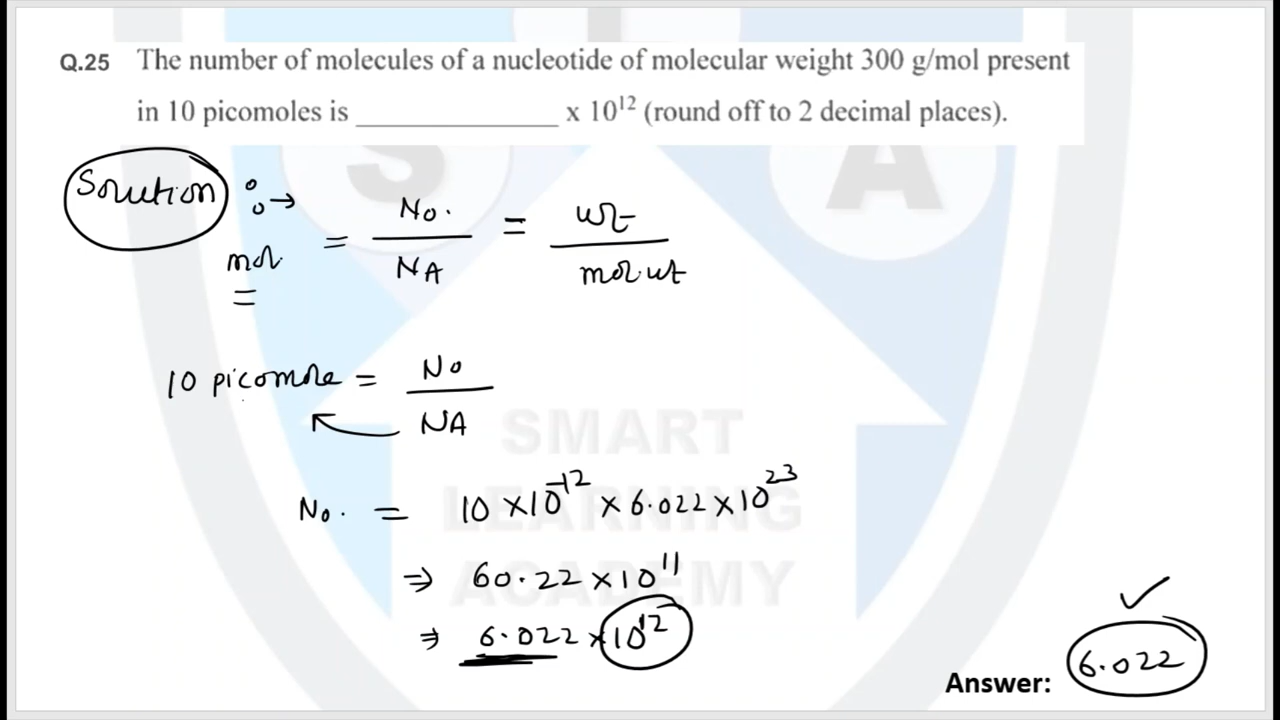 Q.25 The number of molecules of a nucleotide of molecular weight 300 g/mol present
in 10 picomoles is ______________ x 10¹² (round off to 2 decimal places).
S
A
Solution :→
mol = No. / NA = wt / mol. wt
=
10 picomole = No / NA
SMART
No. = 10 × 10⁻¹² × 6.022 × 10²³
LEARNING
⇒ 60.22 × 10¹¹
ACADEMY
⇒ 6.022 × 10¹²
Answer: 6.022